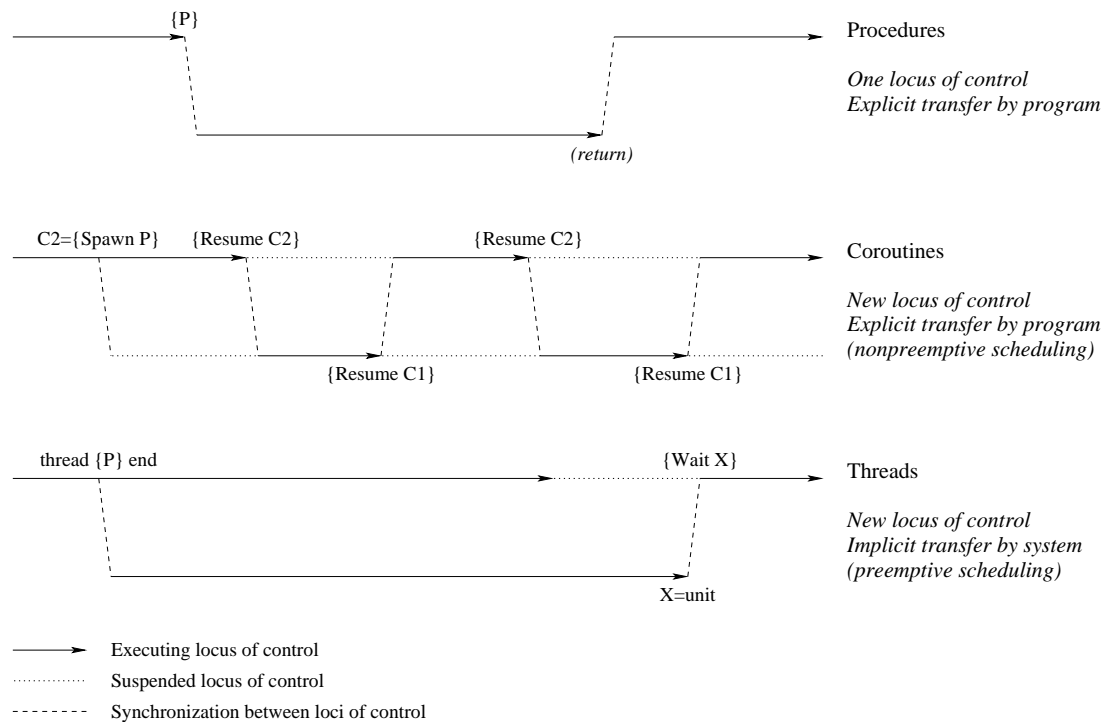 {P}
Procedures
One locus of control
Explicit transfer by program
(return)
C2={Spawn P}
{Resume C2}
{Resume C2}
Coroutines
New locus of control
Explicit transfer by program
(nonpreemptive scheduling)
{Resume C1}
{Resume C1}
thread {P} end
{Wait X}
Threads
New locus of control
Implicit transfer by system
(preemptive scheduling)
X=unit
Executing locus of control
Suspended locus of control
Synchronization between loci of control